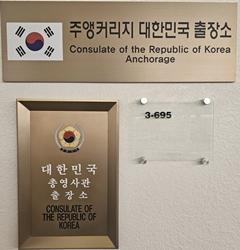 주앵커리지 대한민국 출장소
Consulate of the Republic of Korea
Anchorage
3-695
대한민국
총영사관
출장소
CONSULATE OF
THE REPUBLIC OF
KOREA